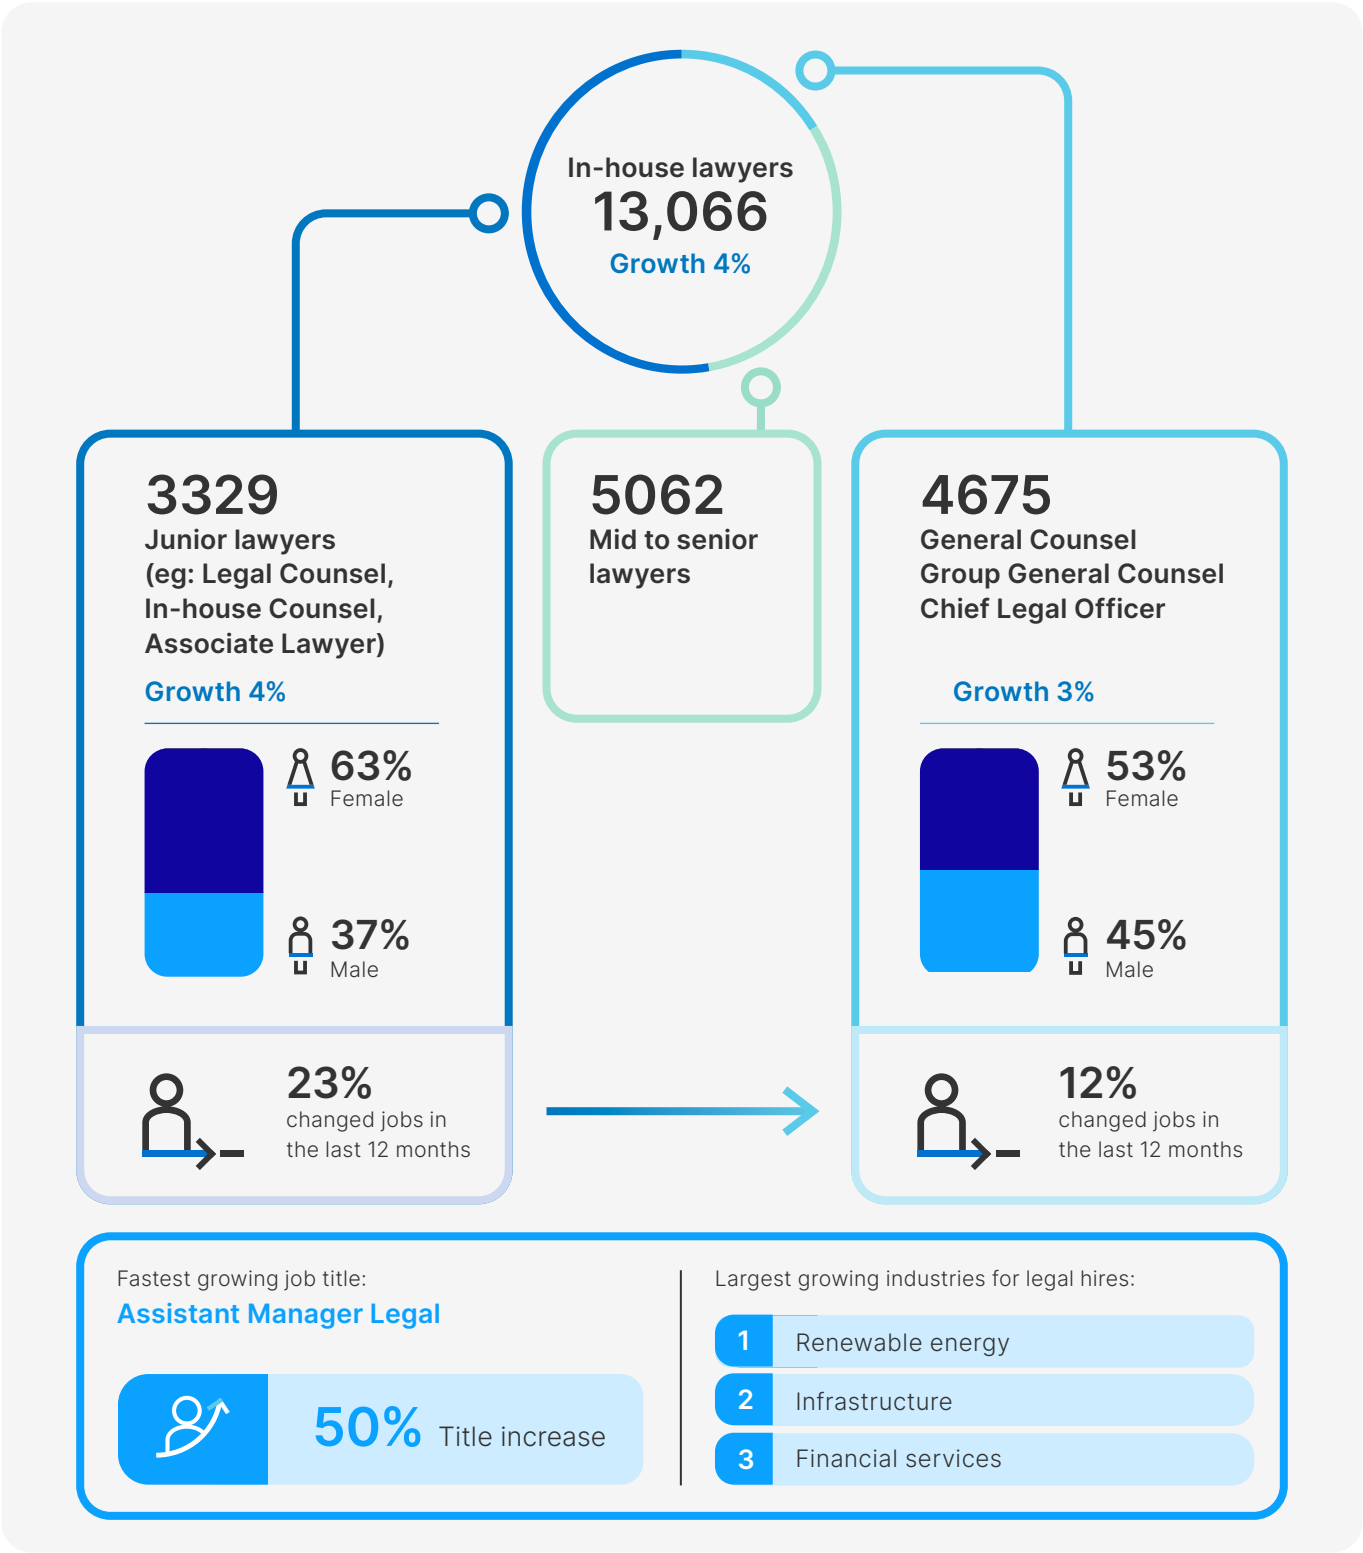 In-house lawyers
13,066
Growth 4%
3329
Junior lawyers
(eg: Legal Counsel,
In-house Counsel,
Associate Lawyer)
Growth 4%
63%
Female
37%
Male
23%
changed jobs in
the last 12 months
5062
Mid to senior
lawyers
4675
General Counsel
Group General Counsel
Chief Legal Officer
Growth 3%
53%
Female
45%
Male
12%
changed jobs in
the last 12 months
Fastest growing job title:
Assistant Manager Legal
50% Title increase
Largest growing industries for legal hires:
1 Renewable energy
2 Infrastructure
3 Financial services